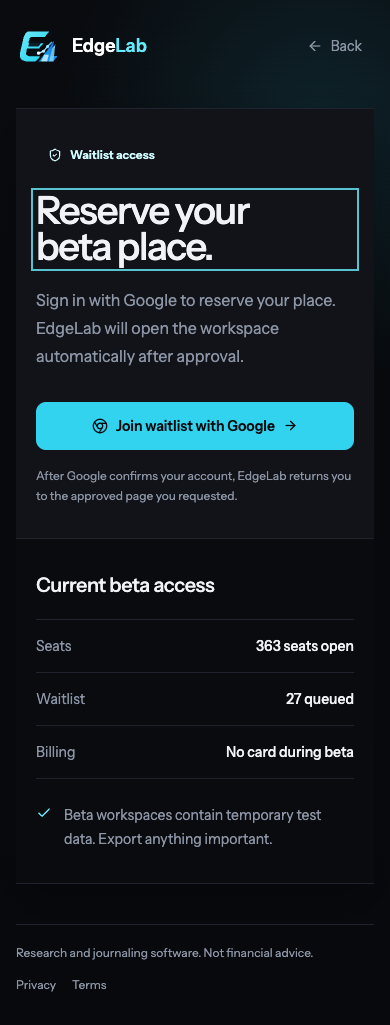 EdgeLab
← Back
Waitlist access
Reserve your
beta place.
Sign in with Google to reserve your place.
EdgeLab will open the workspace
automatically after approval.
Join waitlist with Google →
After Google confirms your account, EdgeLab returns you
to the approved page you requested.
Current beta access
Seats 363 seats open
Waitlist 27 queued
Billing No card during beta
Beta workspaces contain temporary test
data. Export anything important.
Research and journaling software. Not financial advice.
Privacy Terms